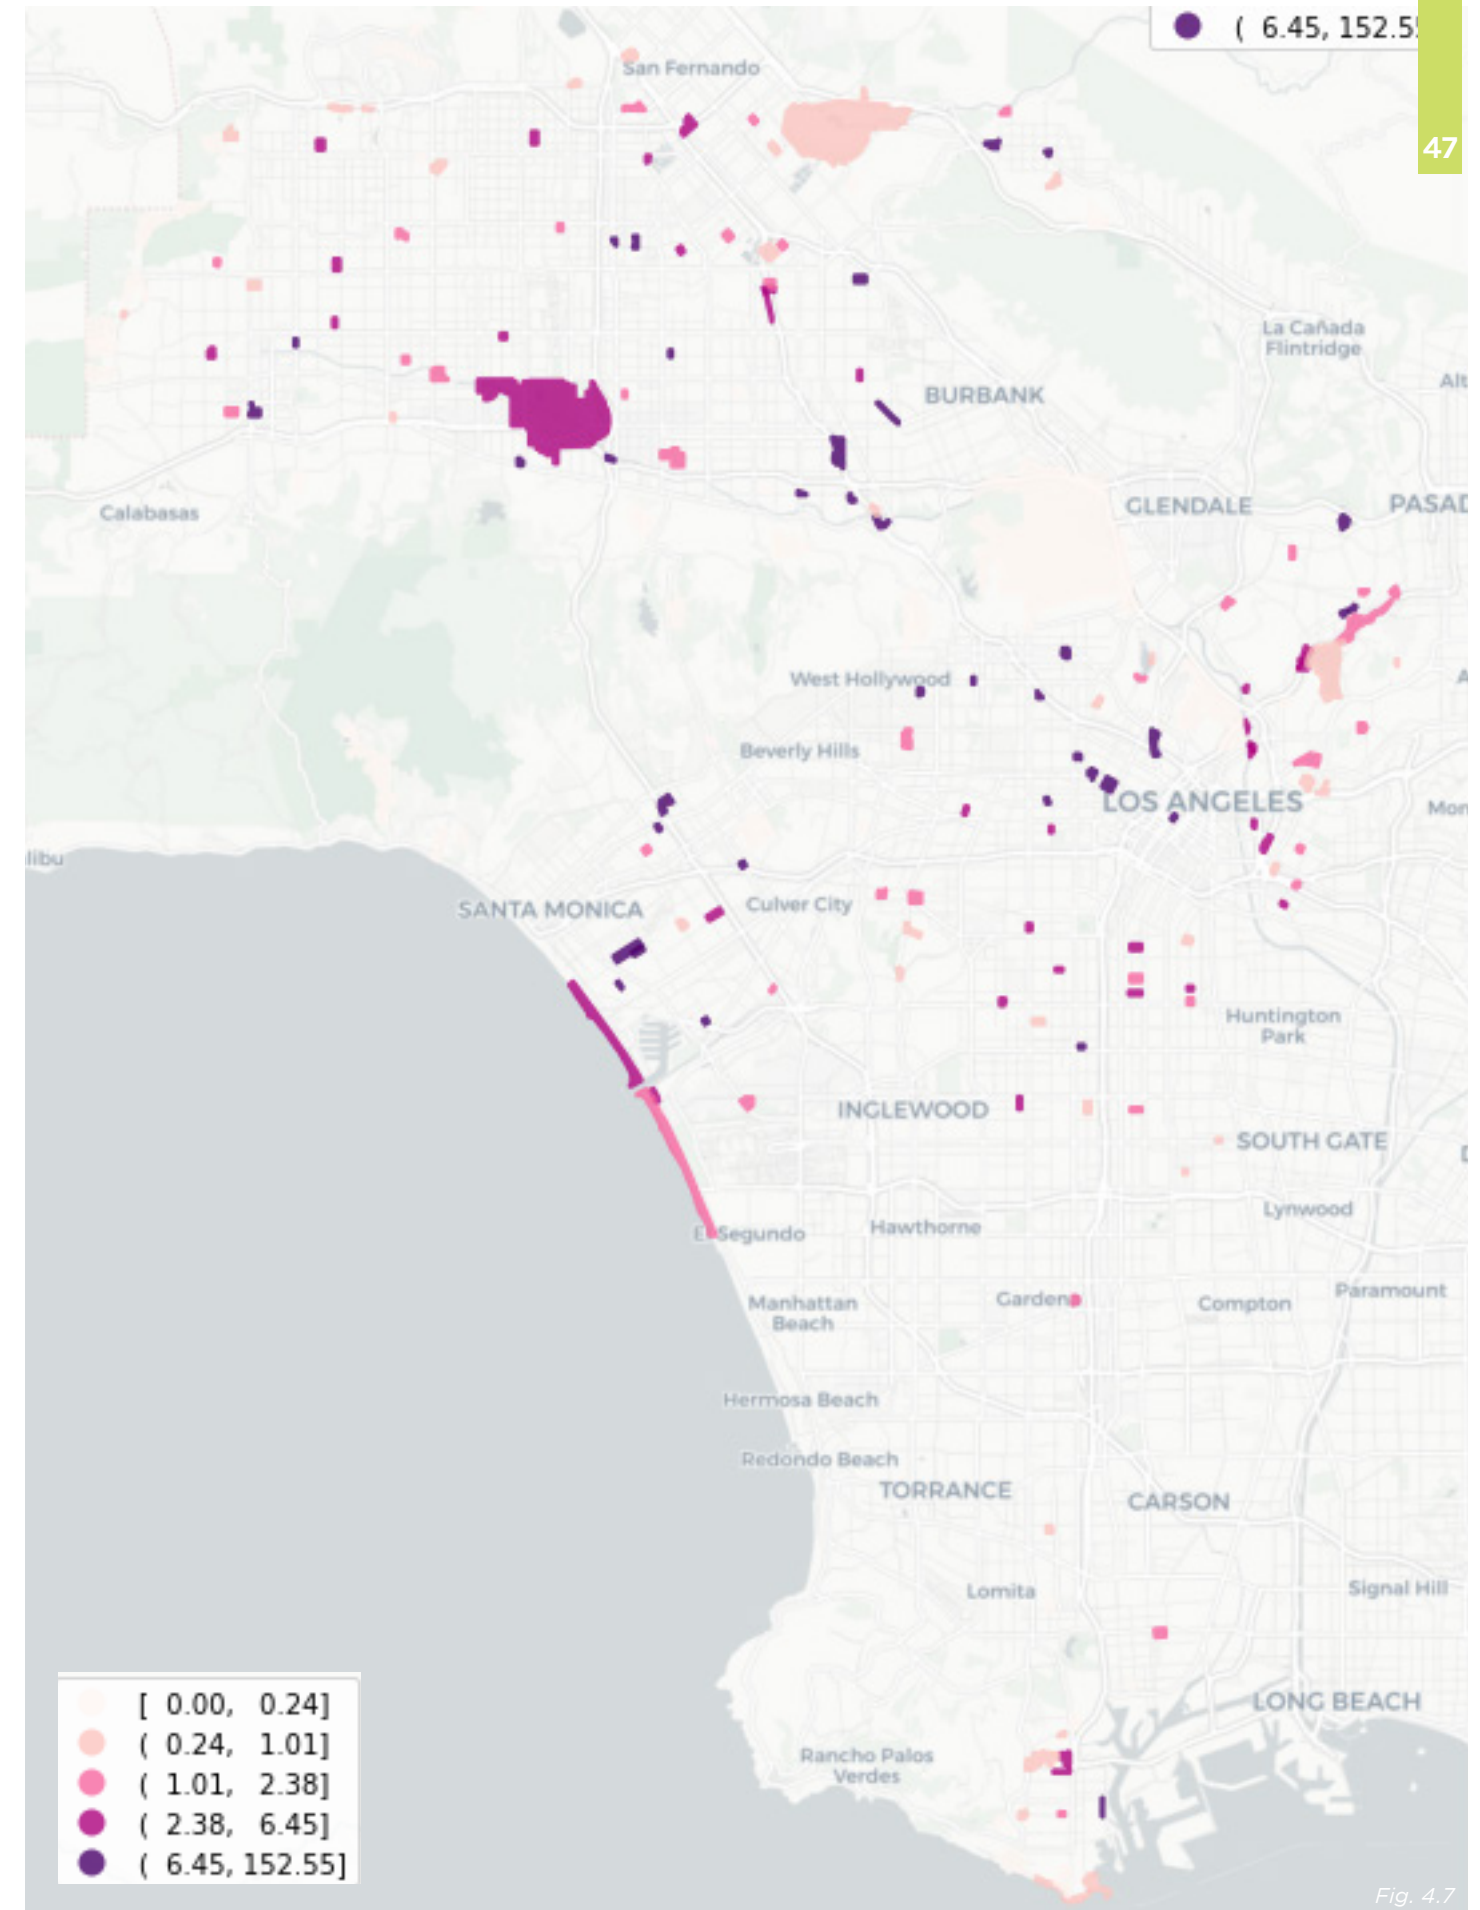 ( 6.45, 152.5
San Fernando
47
La Cañada
Flintridge
Alt
BURBANK
GLENDALE
PASAD
Calabasas
West Hollywood
Beverly Hills
LOS ANGELES
Mon
libu
SANTA MONICA
Culver City
Huntington
Park
INGLEWOOD
SOUTH GATE
Lynwood
El Segundo
Hawthorne
Manhattan
Beach
Gardena
Compton
Paramount
Hermosa Beach
Redondo Beach
TORRANCE
CARSON
Lomita
Signal Hill
[ 0.00, 0.24]
( 0.24, 1.01]
( 1.01, 2.38]
( 2.38, 6.45]
( 6.45, 152.55]
LONG BEACH
Rancho Palos
Verdes
Fig. 4.7